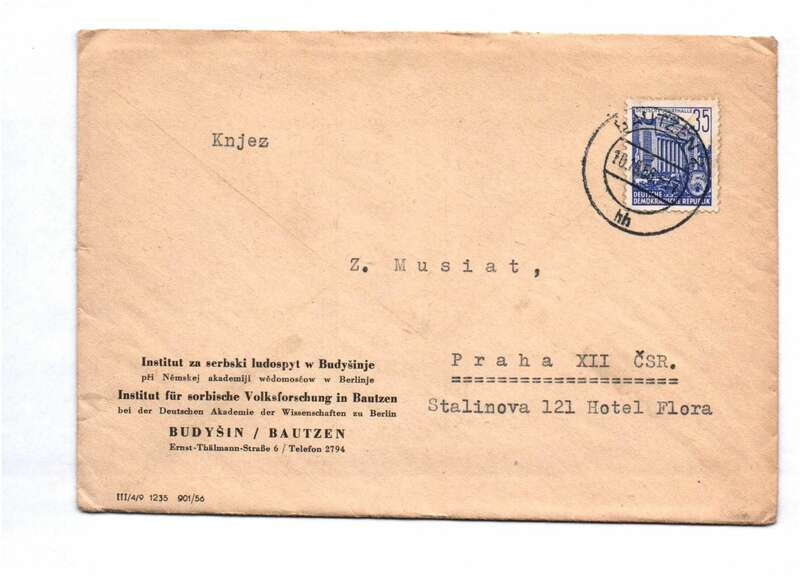 35
DEUTSCHE
DEMOKRATISCHE REPUBLIK
BAUTZEN
hh
Knjez
Z. Musiat,
Praha XII ČSR.
Stalinova 121 Hotel Flora
Institut za serbski ludospyt w Budyšinje
při Němskej akademiji wědomosćow w Berlinje
Institut für sorbische Volksforschung in Bautzen
bei der Deutschen Akademie der Wissenschaften zu Berlin
BUDYŠIN / BAUTZEN
Ernst-Thälmann-Straße 6 / Telefon 2794
III/4/9 1235 901/56